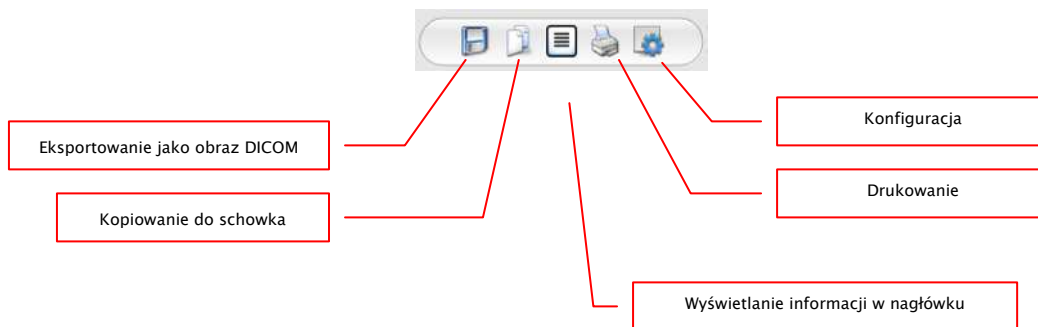 Konfiguracja
Eksportowanie jako obraz DICOM
Drukowanie
Kopiowanie do schowka
Wyświetlanie informacji w nagłówku